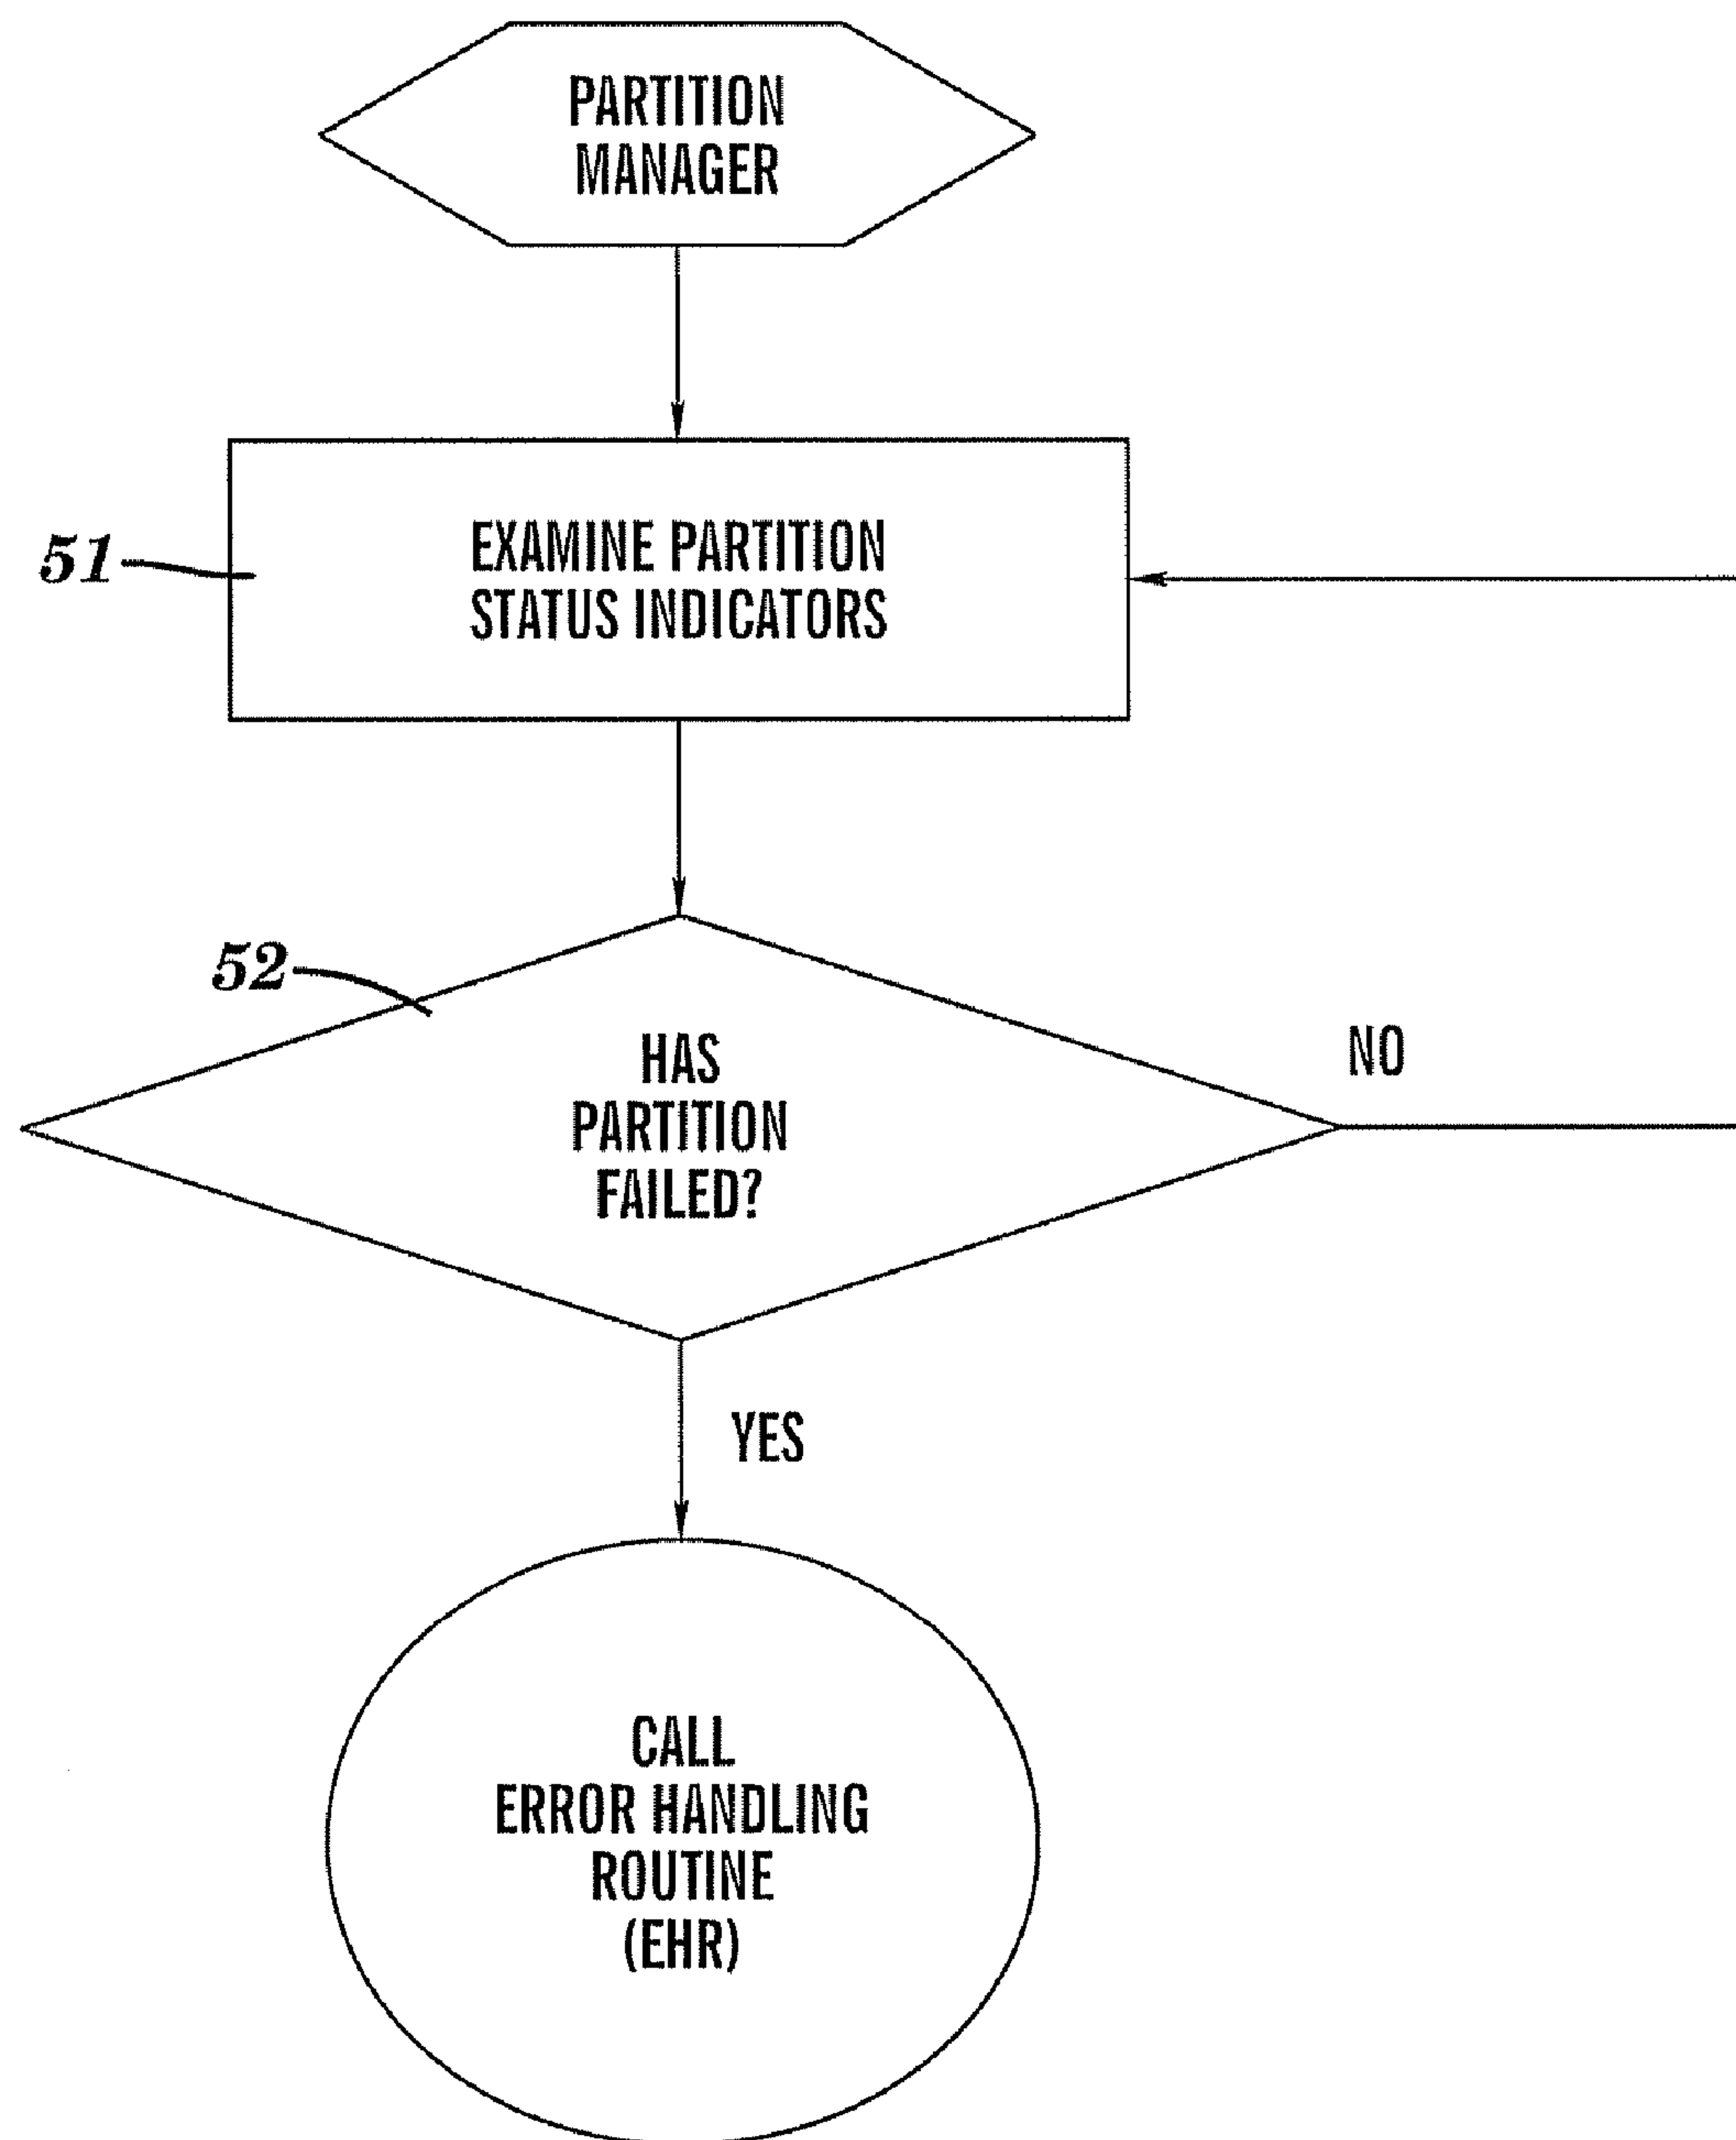 PARTITION
MANAGER
51
EXAMINE PARTITION
STATUS INDICATORS
52
HAS
PARTITION
FAILED?
NO
YES
CALL
ERROR HANDLING
ROUTINE
(EHR)